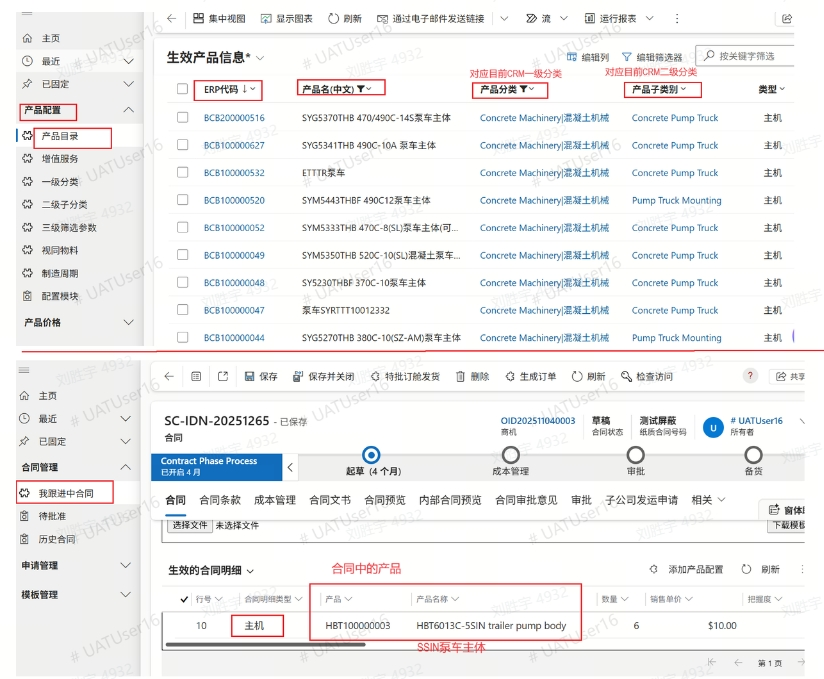 集中视图 显示图表 刷新 通过电子邮件发送链接 流 运行报表
主页
最近
已固定
产品配置
产品目录
增值服务
一级分类
二级子分类
三级筛选参数
视同物料
制造周期
配置模块
产品价格
生效产品信息*
编辑列 编辑筛选器 按关键字筛选
对应目前CRM一级分类 对应目前CRM二级分类
ERP代码 ↓ 产品名(中文) 产品分类 产品子类别 类型
BCB200000516 SYG5370THB 470/490C-14S泵车主体 Concrete Machinery|混凝土机械 Concrete Pump Truck 主机
BCB100000627 SYG5341THB 490C-10A 泵车主体 Concrete Machinery|混凝土机械 Concrete Pump Truck 主机
BCB100000532 ETTTR泵车 Concrete Machinery|混凝土机械 Concrete Pump Truck 主机
BCB100000520 SYM5443THBF 490C12泵车主体 Concrete Machinery|混凝土机械 Pump Truck Mounting 主机
BCB100000052 SYM5333THB 470C-8(SL)泵车主体(可... Concrete Machinery|混凝土机械 Concrete Pump Truck 主机
BCB100000049 SYM5350THB 520C-10(SL)混凝土泵车... Concrete Machinery|混凝土机械 Concrete Pump Truck 主机
BCB100000048 SY5230THBF 370C-10泵车主体 Concrete Machinery|混凝土机械 Concrete Pump Truck 主机
BCB100000047 泵车SYRTTT10012332 Concrete Machinery|混凝土机械 Concrete Pump Truck 主机
BCB100000044 SYG5270THB 380C-10(SZ-AM)泵车主体 Concrete Machinery|混凝土机械 Pump Truck Mounting 主机
保存 保存并关闭 特批订舱发货 删除 生成订单 刷新 检查访问 ? 共享
主页
最近
已固定
合同管理
我跟进中合同
待批准
历史合同
申请管理
模板管理
SC-IDN-20251265 - 已保存
合同
OID202511040003
商机
草稿
合同状态
测试屏蔽
纸质合同号码
U
# UATUser16
所有者
Contract Phase Process
已开启 4 月
起草 (4 个月) 成本管理 审批 备货
合同 合同条款 成本管理 合同文书 合同预览 内部合同预览 合同审批意见 审批 子公司发运申请 相关
选择文件 未选择文件
生效的合同明细
合同中的产品
添加产品配置 刷新
行号 合同明细类型 产品 产品名称 数量 销售单价 把握度
10 主机 HBT100000003 HBT6013C-5SIN trailer pump body 6 $10.00
SSIN泵车主体
第 1 页
# UATUser16
刘胜宇 4932